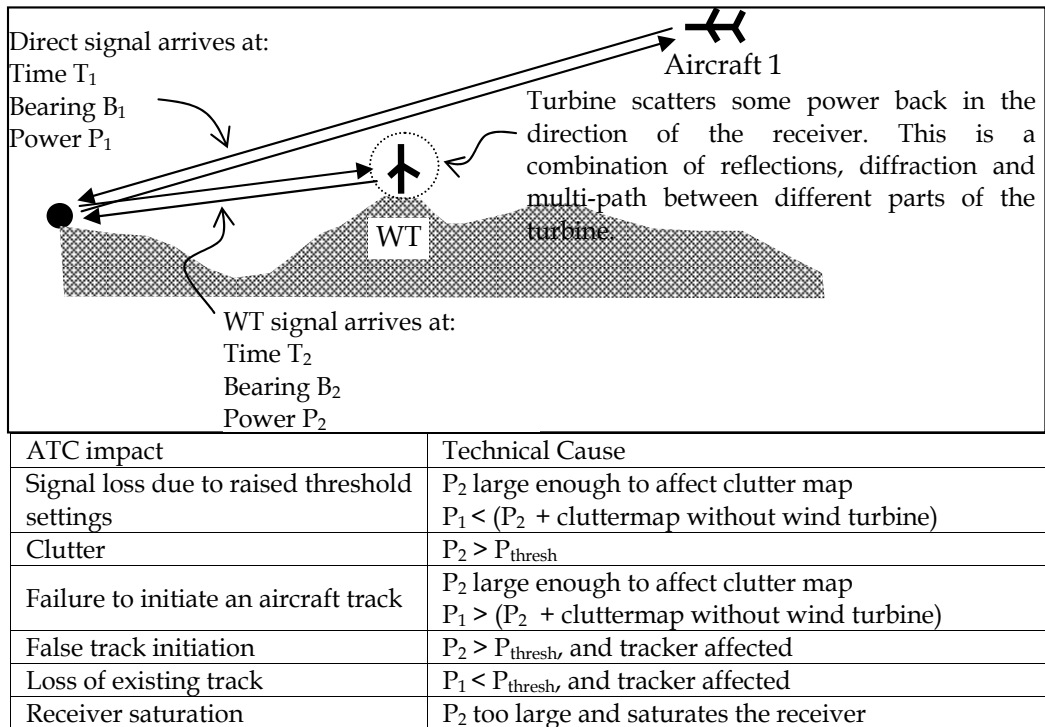 Direct signal arrives at:
Time T₁
Bearing B₁
Power P₁
Aircraft 1
Turbine scatters some power back in the
direction of the receiver. This is a
combination of reflections, diffraction and
multi-path between different parts of the
turbine.
WT
WT signal arrives at:
Time T₂
Bearing B₂
Power P₂
ATC impact
Technical Cause
Signal loss due to raised threshold
settings
P₂ large enough to affect clutter map
P₁ < (P₂ + cluttermap without wind turbine)
Clutter
P₂ > Pthresh
Failure to initiate an aircraft track
P₂ large enough to affect clutter map
P₁ > (P₂ + cluttermap without wind turbine)
False track initiation
P₂ > Pthresh, and tracker affected
Loss of existing track
P₁ < Pthresh, and tracker affected
Receiver saturation
P₂ too large and saturates the receiver